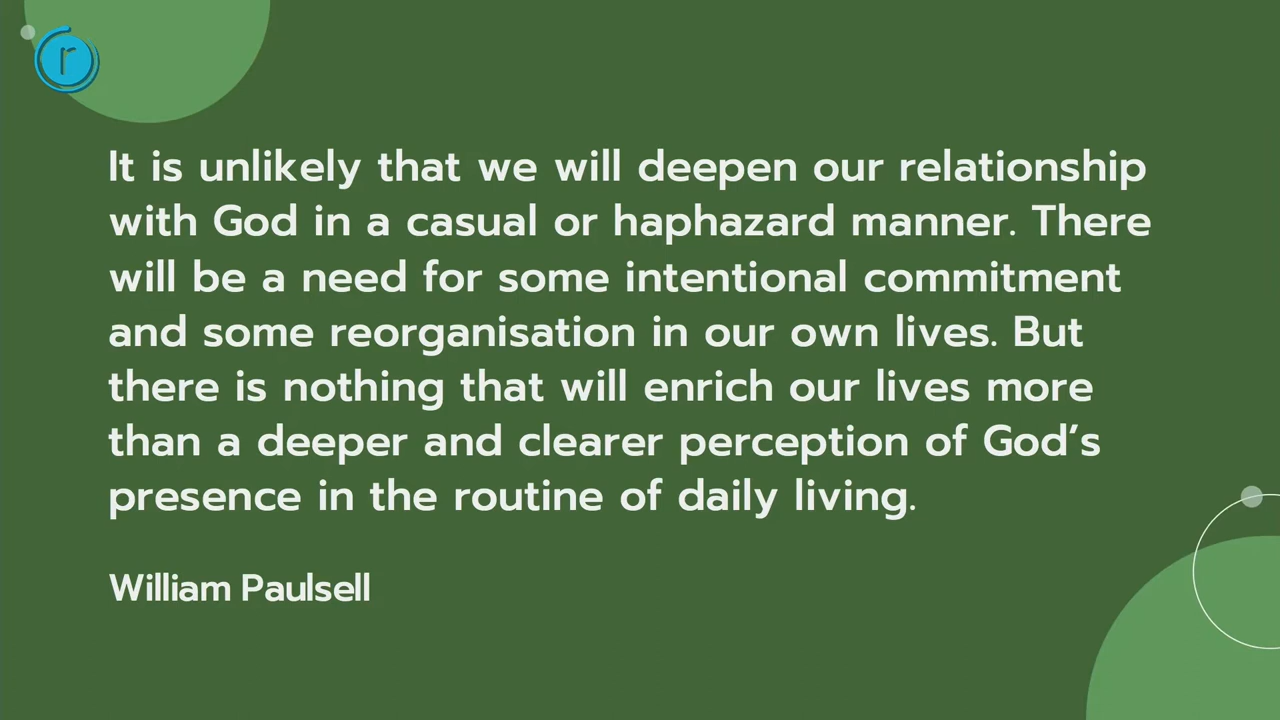 r
It is unlikely that we will deepen our relationship
with God in a casual or haphazard manner. There
will be a need for some intentional commitment
and some reorganisation in our own lives. But
there is nothing that will enrich our lives more
than a deeper and clearer perception of God’s
presence in the routine of daily living.
William Paulsell